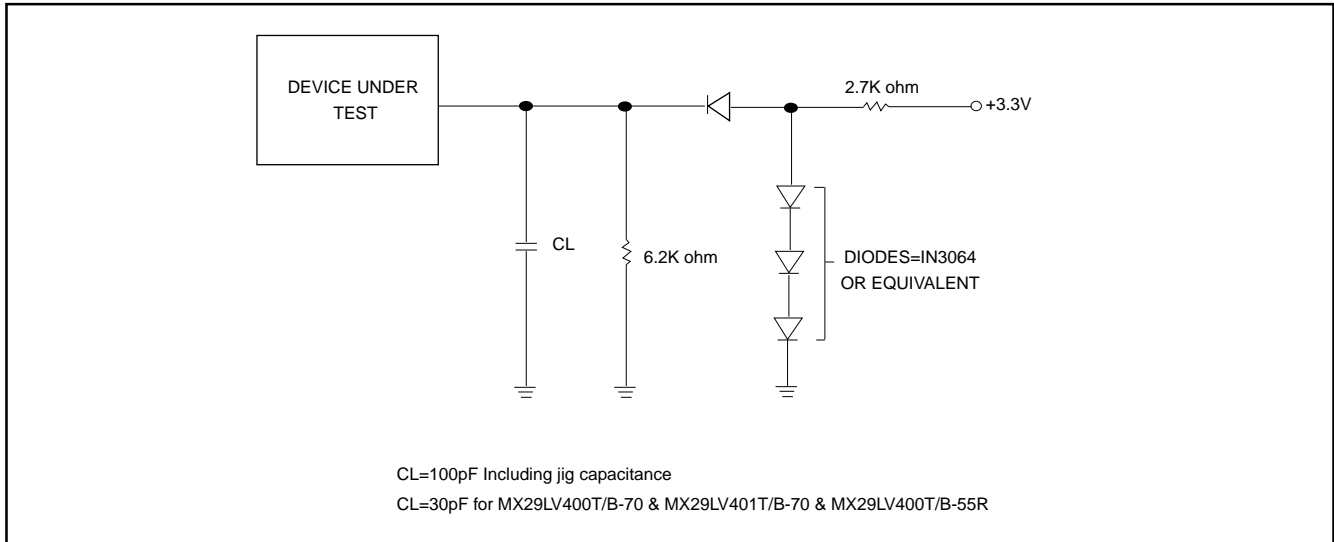 DEVICE UNDER
TEST
2.7K ohm
+3.3V
CL
6.2K ohm
DIODES=IN3064
OR EQUIVALENT
CL=100pF Including jig capacitance
CL=30pF for MX29LV400T/B-70 & MX29LV401T/B-70 & MX29LV400T/B-55R